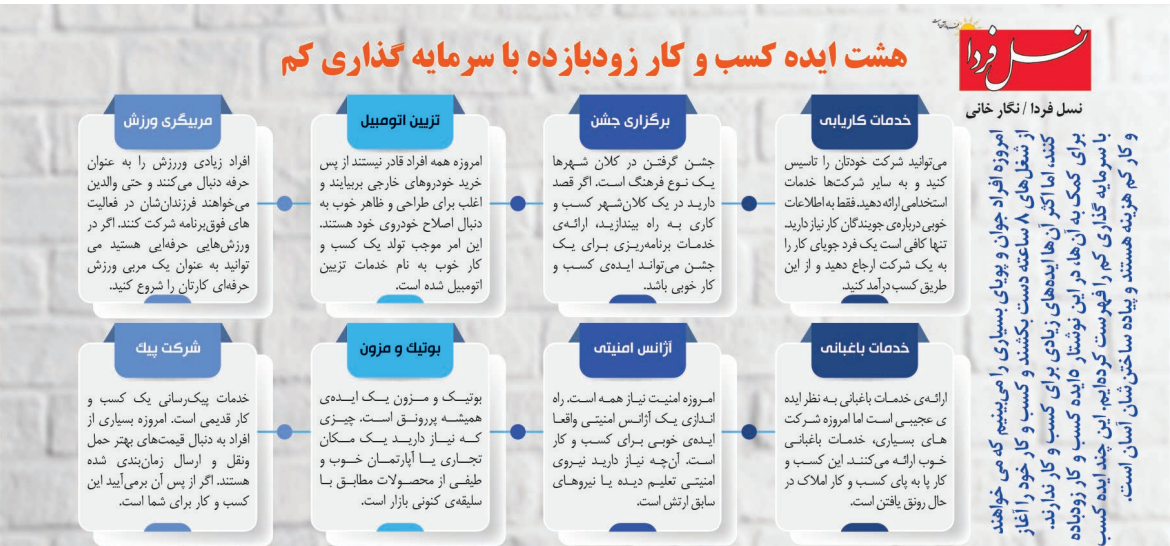 نسل فردا
هشت ایده کسب و کار زودبازده با سرمایه گذاری کم
نسل فردا / نگار خانی
امروزه افراد جوان و پویای بسیاری را می‌بینیم که می خواهند
از شغل‌های ۸ ساعته دست بکشند و کسب و کار خود را آغاز
کنند، اما اکثر آن‌ها ایده‌های زیادی برای کسب و کار ندارند.
برای کمک به آن‌ها، در این نوشتار ۵ایده کسب و کار زودباده
با سرمایه گذاری کم را فهرست کرده‌ایم. این چند ایده کسب
و کار کم هزینه هستند و پیاده ساختن‌شان آسان است.
خدمات کاریابی
می‌توانید شرکت خودتان را تاسیس
کنید و به سایر شرکت‌ها خدمات
استخدامی ارائه دهید. فقط به اطلاعات
خوبی درباره‌ی جویندگان کار نیاز دارید.
تنها کافی است یک فرد جویای کار را
به یک شرکت ارجاع دهید و از این
طریق کسب درآمد کنید.
برگزاری جشن
جشن گرفتن در کلان شهرها
یک نوع فرهنگ است. اگر قصد
دارید در یک کلان‌شهر کسب و
کاری به راه بیندازید، ارائه‌ی
خدمات برنامه‌ریزی برای یک
جشن می‌تواند ایده‌ی کسب و
کار خوبی باشد.
تزیین اتومبیل
امروزه همه افراد قادر نیستند از پس
خرید خودروهای خارجی بربیایند و
اغلب برای طراحی و ظاهر خوب به
دنبال اصلاح خودروی خود هستند.
این امر موجب تولد یک کسب و
کار خوب به نام خدمات تزیین
اتومبیل شده است.
مربیگری ورزش
افراد زیادی وررزش را به عنوان
حرفه دنبال می‌کنند و حتی والدین
می‌خواهند فرزندان‌شان در فعالیت
های فوق‌برنامه شرکت کنند. اگر در
ورزش‌هایی حرفه‌ایی هستید می
توانید به عنوان یک مربی ورزش
حرفه‌ای کارتان را شروع کنید.
خدمات باغبانی
ارائه‌ی خدمات باغبانی به نظر ایده
ی عجیبی است اما امروزه شرکت
های بسیاری، خدمات باغبانی
خوب ارائه می‌کنند. این کسب و
کار پا به پای کسب و کار املاک در
حال رونق یافتن است.
آژانس امنیتی
امروزه امنیت نیاز همه است. راه
اندازی یک آژانس امنیتی واقعا
ایده‌ی خوبی برای کسب و کار
است. آن‌چه نیاز دارید نیروی
امنیتی تعلیم دیده یا نیروهای
سابق ارتش است.
بوتیک و مزون
بوتیک و مزون یک ایده‌ی
همیشه پررونق است. چیزی
که نیاز دارید یک مکان
تجاری یا آپارتمان خوب و
طیفی از محصولات مطابق با
سلیقه‌ی کنونی بازار است.
شرکت پیک
خدمات پیک‌رسانی یک کسب و
کار قدیمی است. امروزه بسیاری از
افراد به دنبال قیمت‌های بهتر حمل
ونقل و ارسال زمان‌بندی شده
هستند. اگر از پس آن برمی‌آیید این
کسب و کار برای شما است.